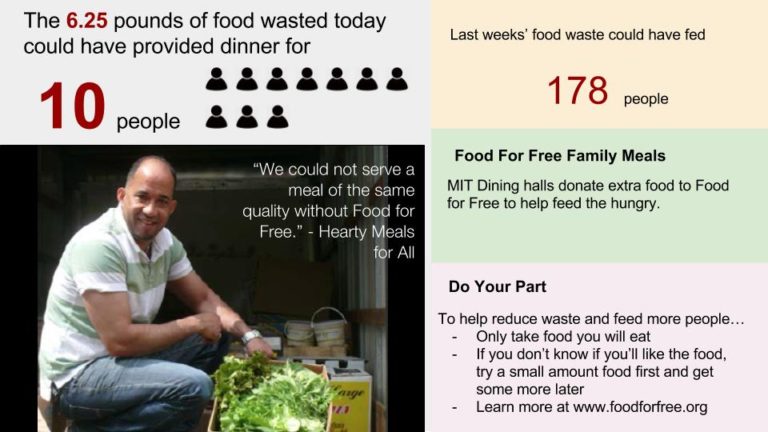 The 6.25 pounds of food wasted today
could have provided dinner for
10 people
"We could not serve a
meal of the same
quality without Food for
Free." - Hearty Meals
for All
Last weeks' food waste could have fed
178 people
Food For Free Family Meals
MIT Dining halls donate extra food to Food
for Free to help feed the hungry.
Do Your Part
To help reduce waste and feed more people…
- Only take food you will eat
- If you don't know if you'll like the food,
try a small amount food first and get
some more later
- Learn more at www.foodforfree.org